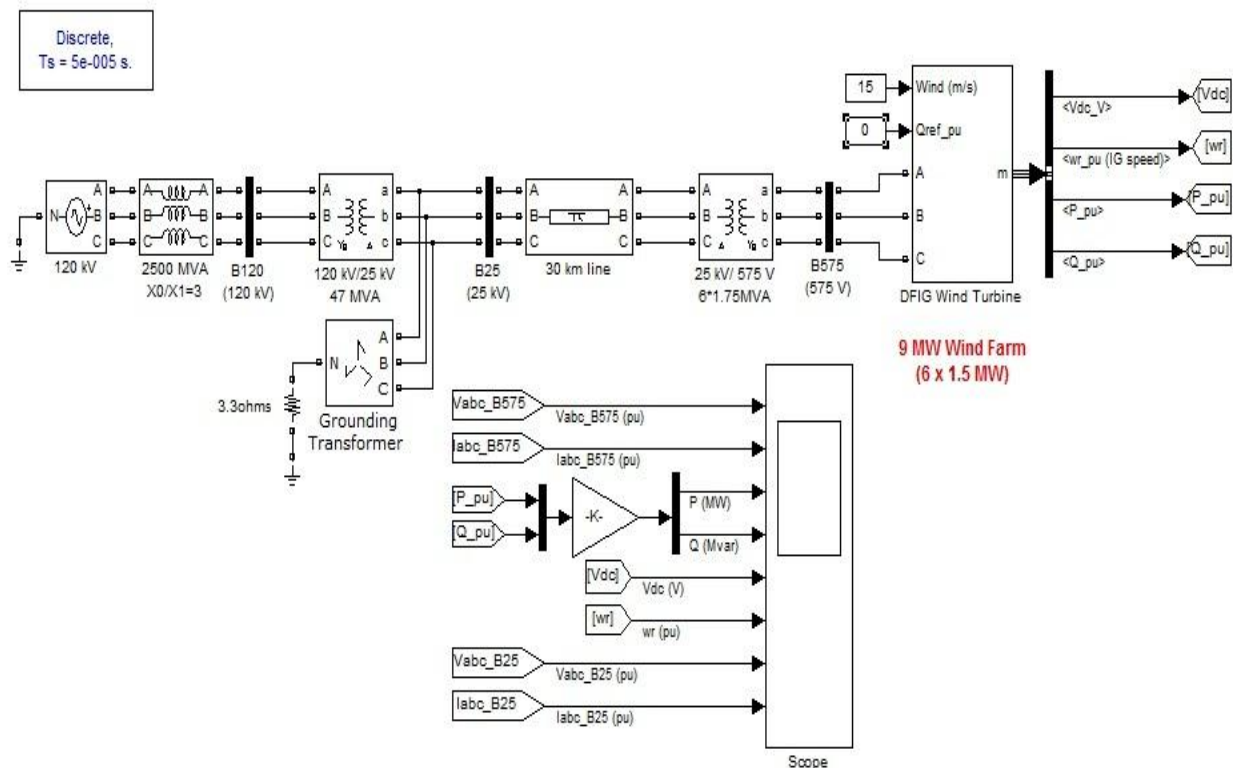 Discrete,
Ts = 5e-005 s.
N
A
B
C
120 kV
A
B
C
A
B
C
2500 MVA
X0/X1=3
B120
(120 kV)
A
B
C
a
b
c
Yg
Δ
120 kV/25 kV
47 MVA
B25
(25 kV)
A
B
C
A
B
C
30 km line
A
B
C
a
b
c
Yg
Δ
25 kV/ 575 V
6*1.75MVA
B575
(575 V)
15
0
Wind (m/s)
Qref_pu
A
B
C
m
DFIG Wind Turbine
<Vdc_V>
[Vdc]
<wr_pu (IG speed)>
[wr]
<P_pu>
[P_pu]
<Q_pu>
[Q_pu]
9 MW Wind Farm
(6 x 1.5 MW)
N
A
B
C
3.3ohms
Grounding
Transformer
Vabc_B575
Vabc_B575 (pu)
Iabc_B575
Iabc_B575 (pu)
[P_pu]
[Q_pu]
-K-
P (MW)
Q (Mvar)
[Vdc]
Vdc (V)
[wr]
wr (pu)
Vabc_B25
Vabc_B25 (pu)
Iabc_B25
Iabc_B25 (pu)
Scope